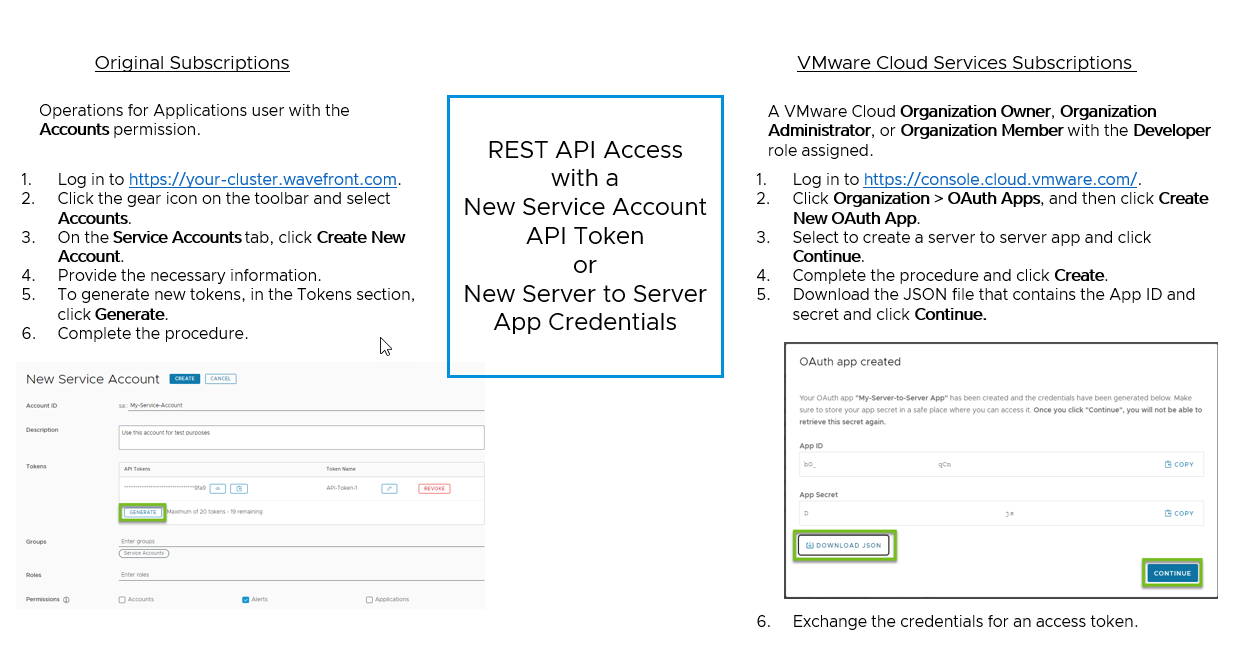 Original Subscriptions
Operations for Applications user with the
Accounts permission.
1. Log in to https://your-cluster.wavefront.com.
2. Click the gear icon on the toolbar and select
Accounts.
3. On the Service Accounts tab, click Create New
Account.
4. Provide the necessary information.
5. To generate new tokens, in the Tokens section,
click Generate.
6. Complete the procedure.
New Service Account CREATE CANCEL
Account ID sa:: My-Service-Account
Description Use this account for test purposes
Tokens API Tokens Token Name
9fa9 API-Token-1 REVOKE
GENERATE Maximum of 20 tokens - 19 remaining
Groups Enter groups
Service Accounts
Roles Enter roles
Permissions Accounts Alerts Applications
REST API Access
with a
New Service Account
API Token
or
New Server to Server
App Credentials
VMware Cloud Services Subscriptions
A VMware Cloud Organization Owner, Organization
Administrator, or Organization Member with the Developer
role assigned.
1. Log in to https://console.cloud.vmware.com/.
2. Click Organization > OAuth Apps, and then click Create
New OAuth App.
3. Select to create a server to server app and click
Continue.
4. Complete the procedure and click Create.
5. Download the JSON file that contains the App ID and
secret and click Continue.
OAuth app created
Your OAuth app "My-Server-to-Server App" has been created and the credentials have been generated below. Make
sure to store your app secret in a safe place where you can access it. Once you click "Continue", you will not be able to
retrieve this secret again.
App ID
bO_ qCn COPY
App Secret
D COPY
DOWNLOAD JSON
CONTINUE
6. Exchange the credentials for an access token.